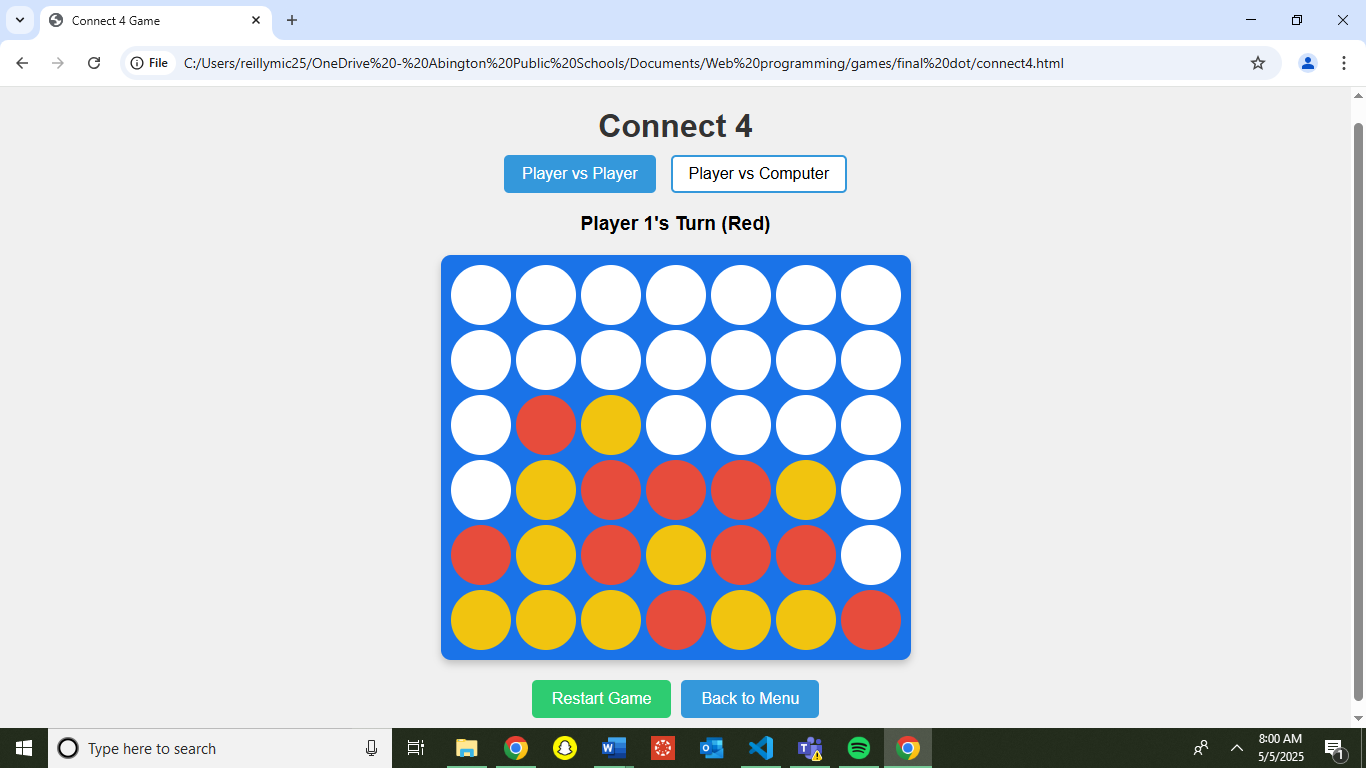 Connect 4 Game
File
C:/Users/reillymic25/OneDrive%20-%20Abington%20Public%20Schools/Documents/Web%20programming/games/final%20dot/connect4.html
Connect 4
Player vs Player
Player vs Computer
Player 1's Turn (Red)
Restart Game
Back to Menu
Type here to search
8:00 AM
5/5/2025
1